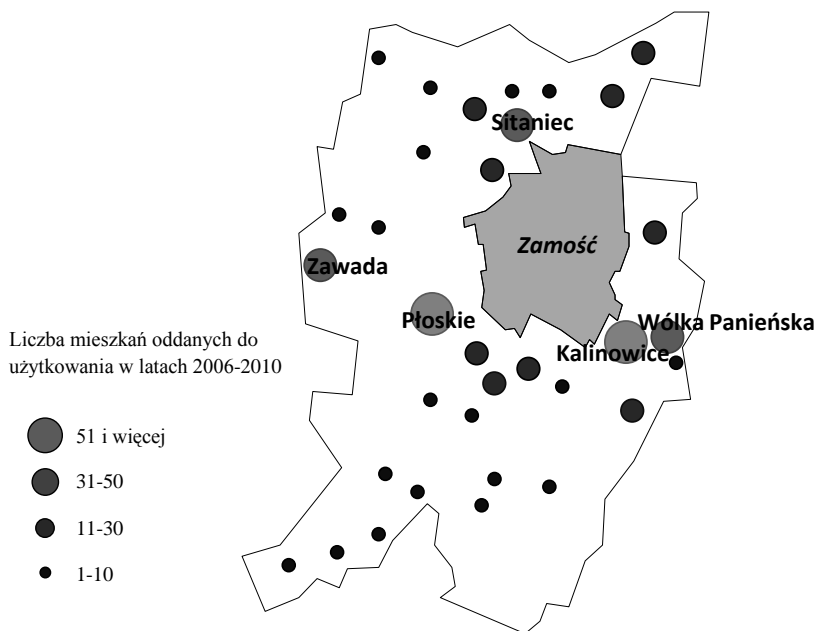 Sitaniec
Zamość
Zawada
Płoskie
Wólka Panieńska
Kalinowice
Liczba mieszkań oddanych do
użytkowania w latach 2006-2010
51 i więcej
31-50
11-30
1-10